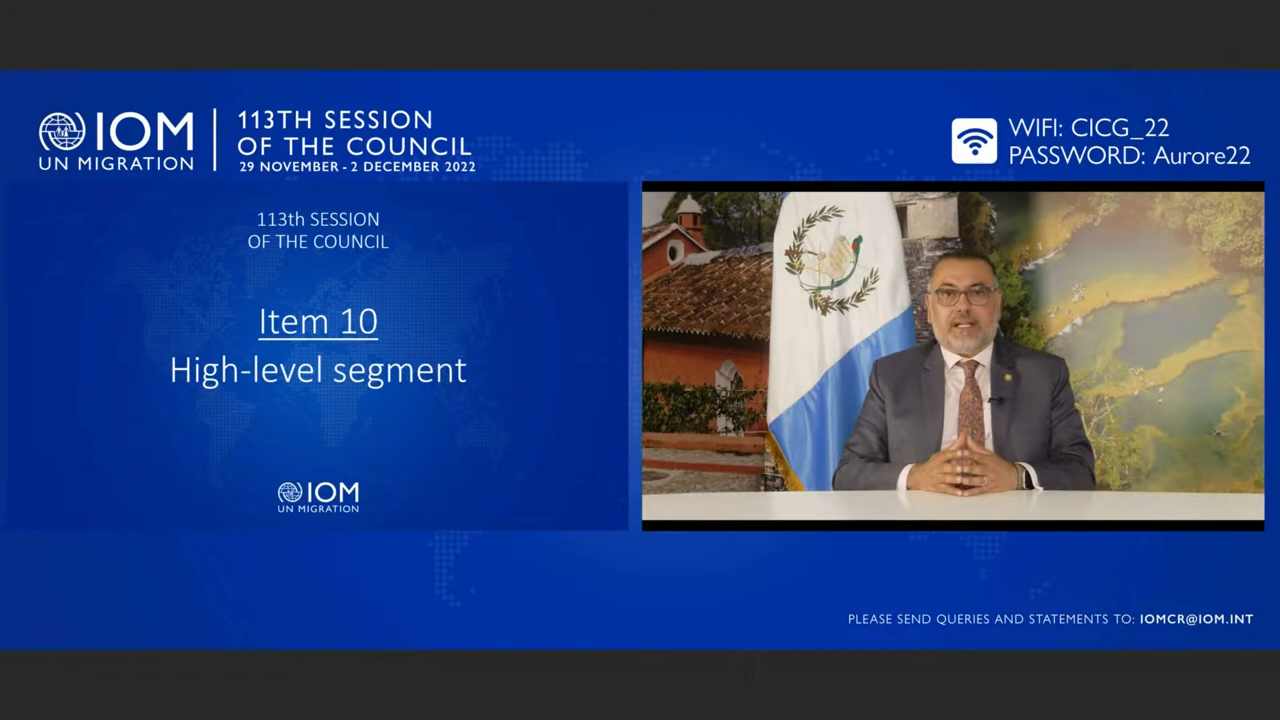 IOM
UN MIGRATION
113TH SESSION
OF THE COUNCIL
29 NOVEMBER - 2 DECEMBER 2022
WIFI: CICG_22
PASSWORD: Aurore22
113th SESSION
OF THE COUNCIL
Item 10
High-level segment
IOM
UN MIGRATION
PLEASE SEND QUERIES AND STATEMENTS TO: IOMCR@IOM.INT